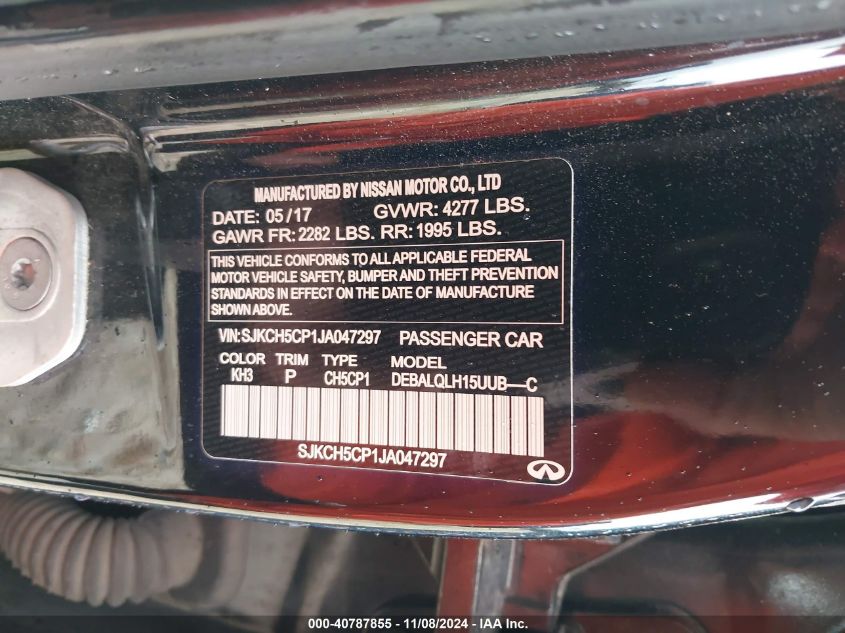 MANUFACTURED BY NISSAN MOTOR CO., LTD
DATE: 05/17 GVWR: 4277 LBS.
GAWR FR: 2282 LBS. RR: 1995 LBS.
THIS VEHICLE CONFORMS TO ALL APPLICABLE FEDERAL
MOTOR VEHICLE SAFETY, BUMPER AND THEFT PREVENTION
STANDARDS IN EFFECT ON THE DATE OF MANUFACTURE
SHOWN ABOVE.
VIN:SJKCH5CP1JA047297 PASSENGER CAR
COLOR TRIM TYPE MODEL
KH3 P CH5CP1 DEBALQLH15UUB-–C
SJKCH5CP1JA047297
000-40787855 - 11/08/2024 - IAA Inc.